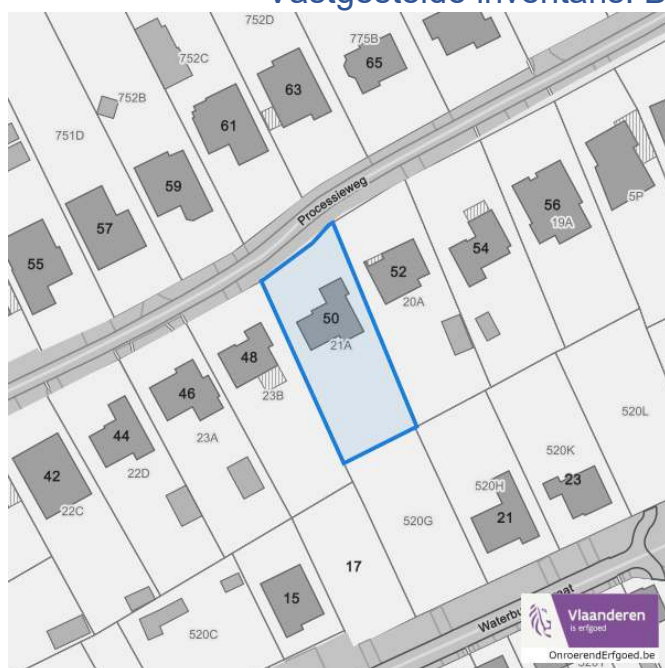 752D
752C
775B
65
63
752B
61
751D
59
Processieweg
57
56
19A
5P
55
52
54
20A
50
21A
48
23B
46
23A
44
22D
42
22C
520L
520K
23
520H
520G
21
17
15
520C
Vlaanderen
is erfgoed
OnroerendErfgoed.be